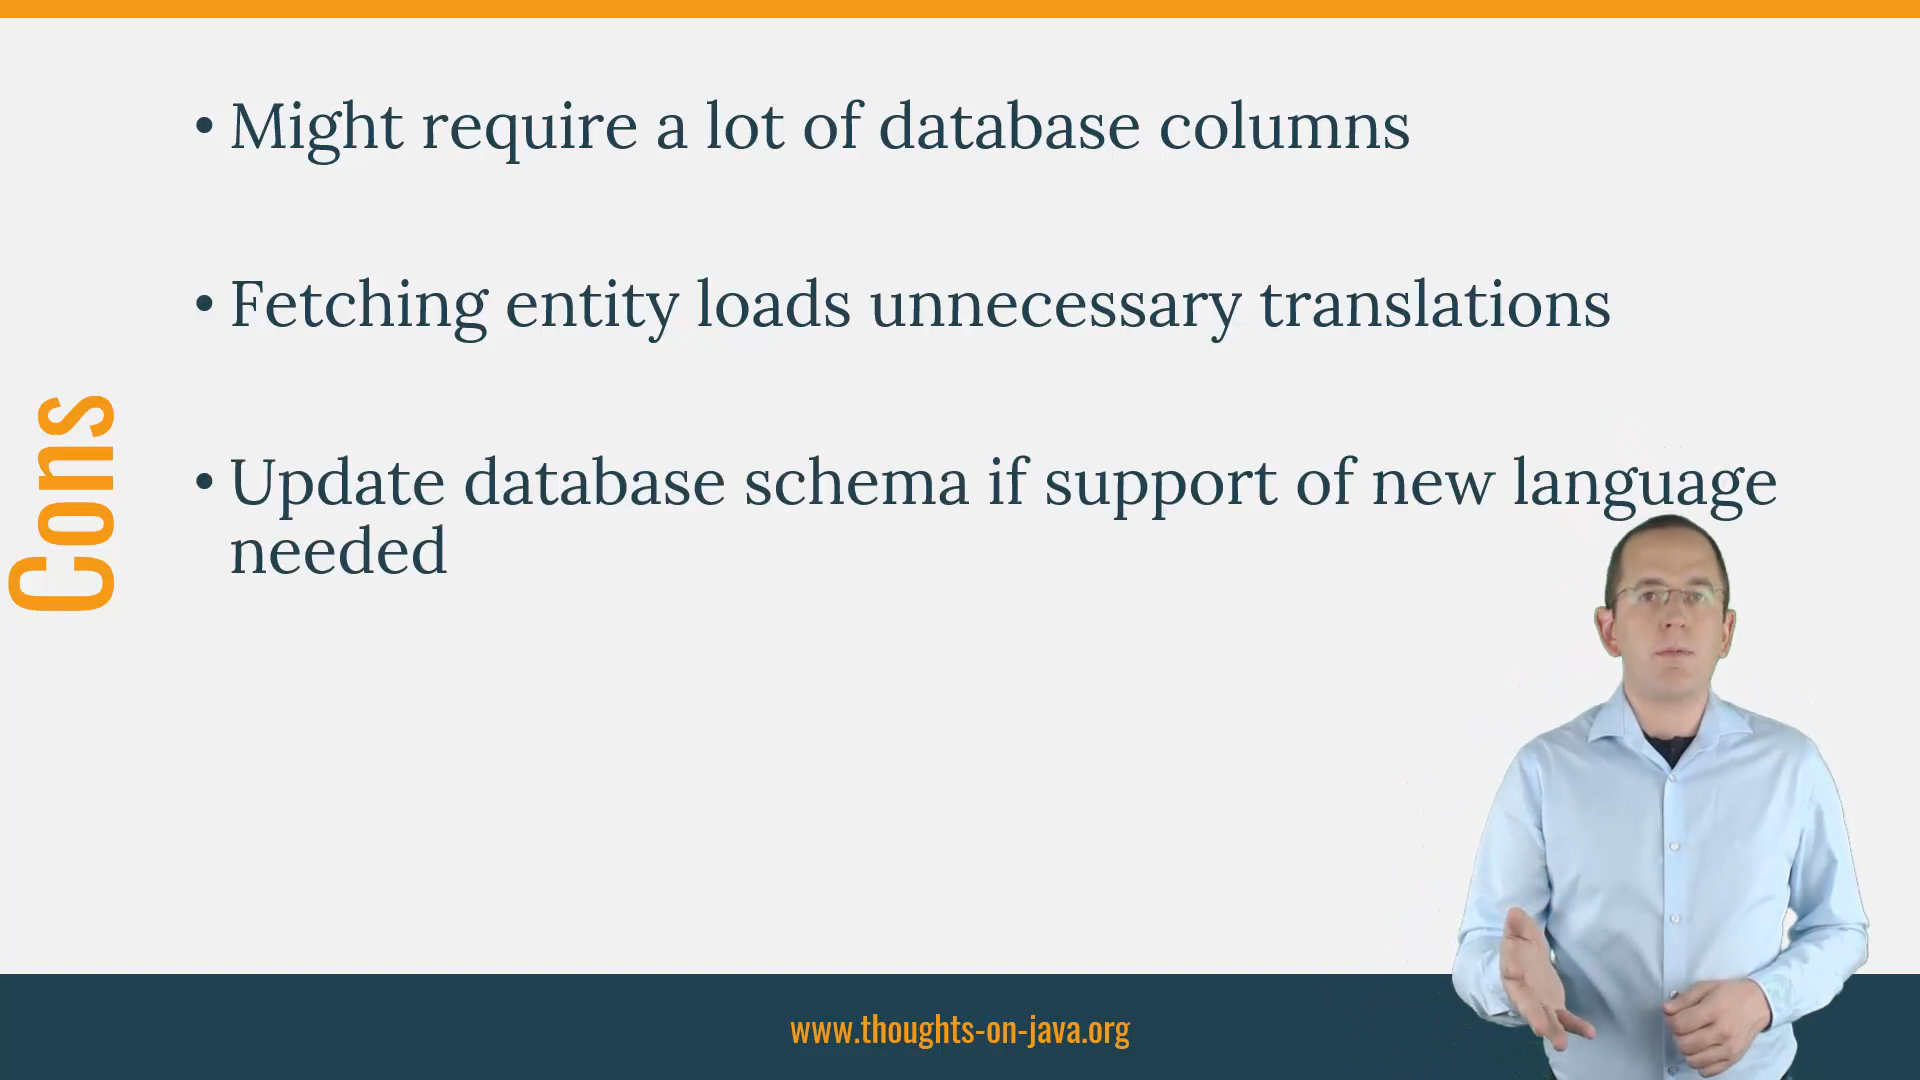 • Might require a lot of database columns
• Fetching entity loads unnecessary translations
• Update database schema if support of new language
needed
Cons
www.thoughts-on-java.org